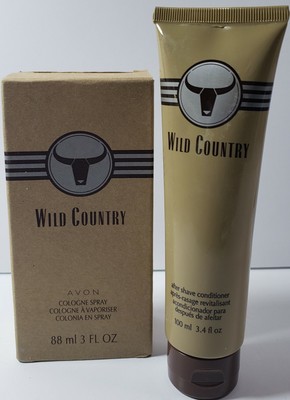 WILD COUNTRY
AVON
COLOGNE SPRAY
COLOGNE À VAPORISER
COLONIA EN SPRAY
88 ml 3 FL OZ
WILD COUNTRY
after shave conditioner
après-rasage revitalisant
acondicionador para
después de afeitar
100 ml 3.4 fl oz